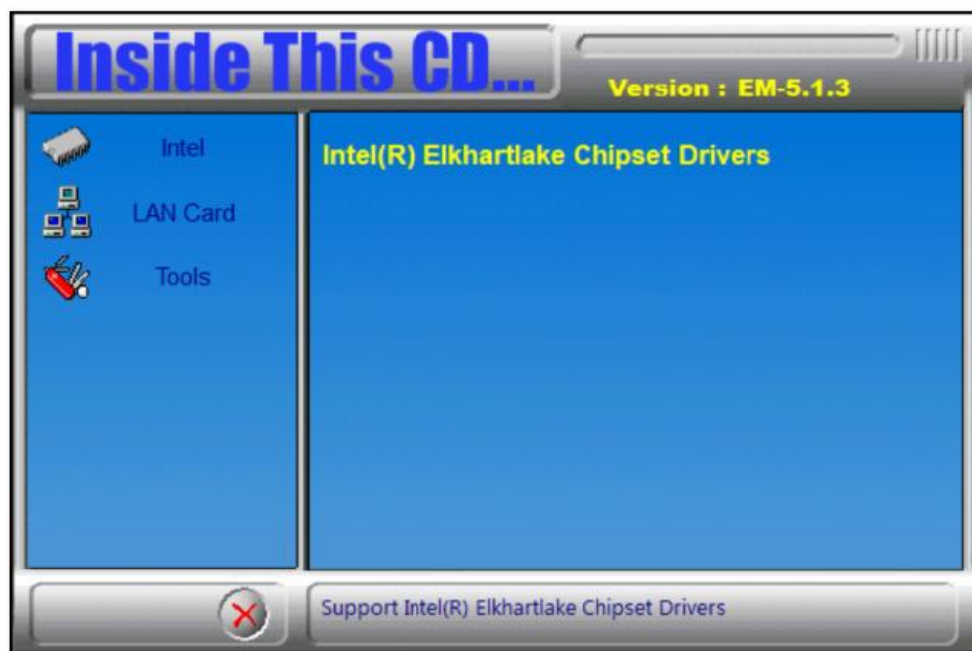 Inside This CD...
Version : EM-5.1.3
Intel
LAN Card
Tools
Intel(R) Elkhartlake Chipset Drivers
Support Intel(R) Elkhartlake Chipset Drivers